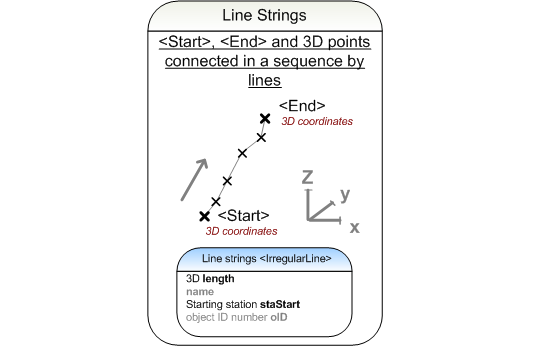 Line Strings
<Start>, <End> and 3D points
connected in a sequence by
lines
<End>
3D coordinates
Z
y
x
<Start>
3D coordinates
Line strings <IrregularLine>
3D length
name
Starting station staStart
object ID number oID